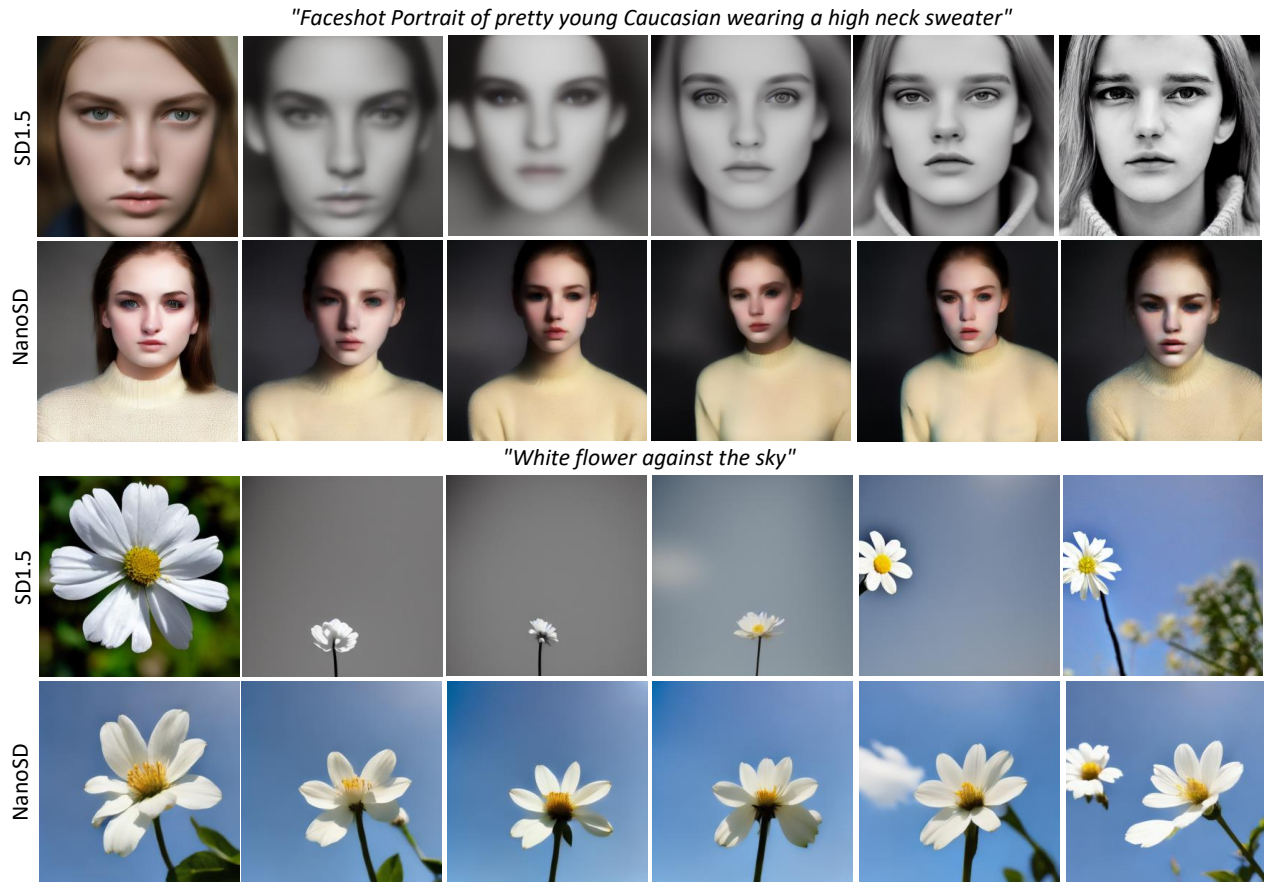 "Faceshot Portrait of pretty young Caucasian wearing a high neck sweater"
SD1.5
NanoSD
"White flower against the sky"
SD1.5
NanoSD